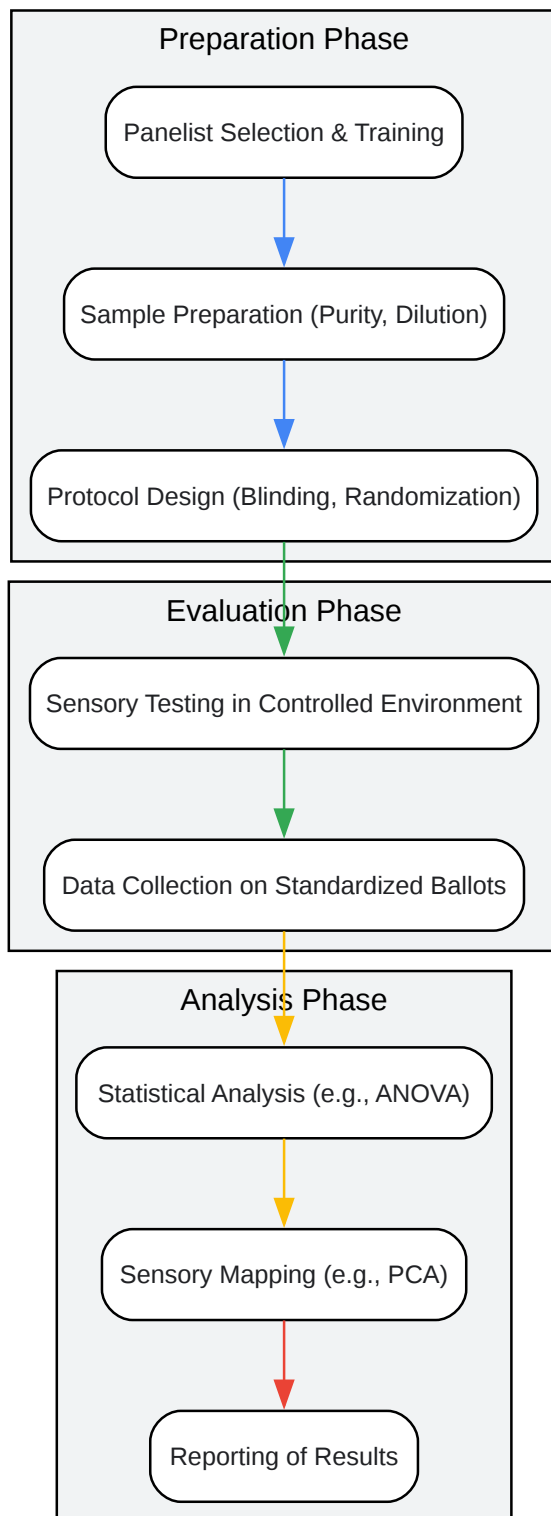 Preparation Phase
Panelist Selection & Training
Sample Preparation (Purity, Dilution)
Protocol Design (Blinding, Randomization)
Evaluation Phase
Sensory Testing in Controlled Environment
Data Collection on Standardized Ballots
Analysis Phase
Statistical Analysis (e.g., ANOVA)
Sensory Mapping (e.g., PCA)
Reporting of Results